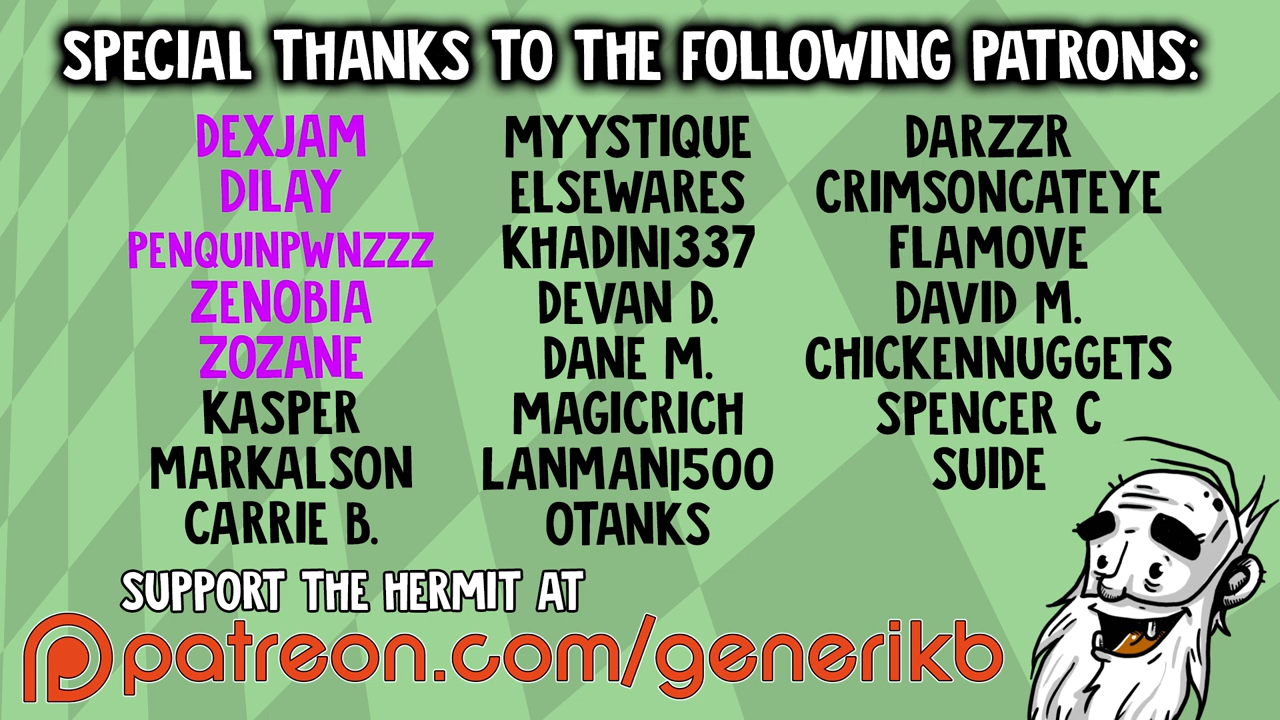 SPECIAL THANKS TO THE FOLLOWING PATRONS:
DEXJAM
DILAY
PENQUINPWNZZZ
ZENOBIA
ZOZANE
KASPER
MARKALSON
CARRIE B.
MYYSTIQUE
ELSEWARES
KHADIN1337
DEVAN D.
DANE M.
MAGICRICH
LANMAN1500
OTANKS
DARZZR
CRIMSONCATEYE
FLAMOVE
DAVID M.
CHICKENNUGGETS
SPENCER C
SUIDE
SUPPORT THE HERMIT AT
patreon.com/generikb